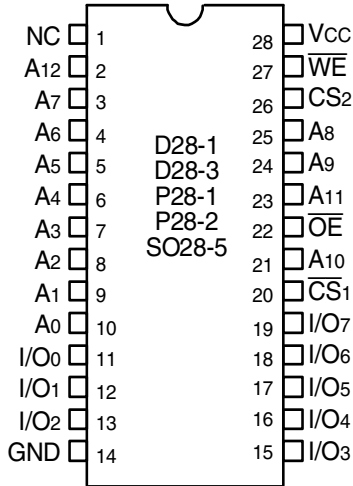 NC 1 28 VCC
A12 2 27 W̅E̅
A7 3 26 CS2
A6 4 25 A8
A5 5 24 A9
A4 6 23 A11
A3 7 22 O̅E̅
A2 8 21 A10
A1 9 20 C̅S̅1
A0 10 19 I/O7
I/O0 11 18 I/O6
I/O1 12 17 I/O5
I/O2 13 16 I/O4
GND 14 15 I/O3
D28-1
D28-3
P28-1
P28-2
SO28-5